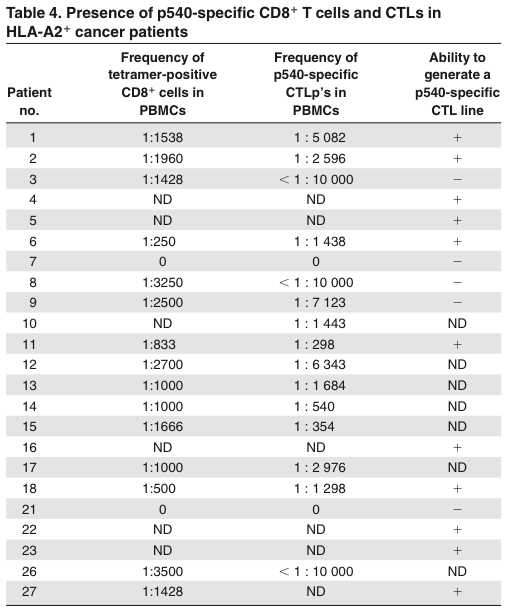 Table 4. Presence of p540-specific CD8+ T cells and CTLs in
HLA-A2+ cancer patients
Patient no. Frequency of tetramer-positive CD8+ cells in PBMCs Frequency of p540-specific CTLp's in PBMCs Ability to generate a p540-specific CTL line
1 1:1538 1 : 5 082 +
2 1:1960 1 : 2 596 +
3 1:1428 < 1 : 10 000 −
4 ND ND +
5 ND ND +
6 1:250 1 : 1 438 +
7 0 0 −
8 1:3250 < 1 : 10 000 −
9 1:2500 1 : 7 123 −
10 ND 1 : 1 443 ND
11 1:833 1 : 298 +
12 1:2700 1 : 6 343 ND
13 1:1000 1 : 1 684 ND
14 1:1000 1 : 540 ND
15 1:1666 1 : 354 ND
16 ND ND +
17 1:1000 1 : 2 976 ND
18 1:500 1 : 1 298 +
21 0 0 −
22 ND ND +
23 ND ND +
26 1:3500 < 1 : 10 000 ND
27 1:1428 ND +